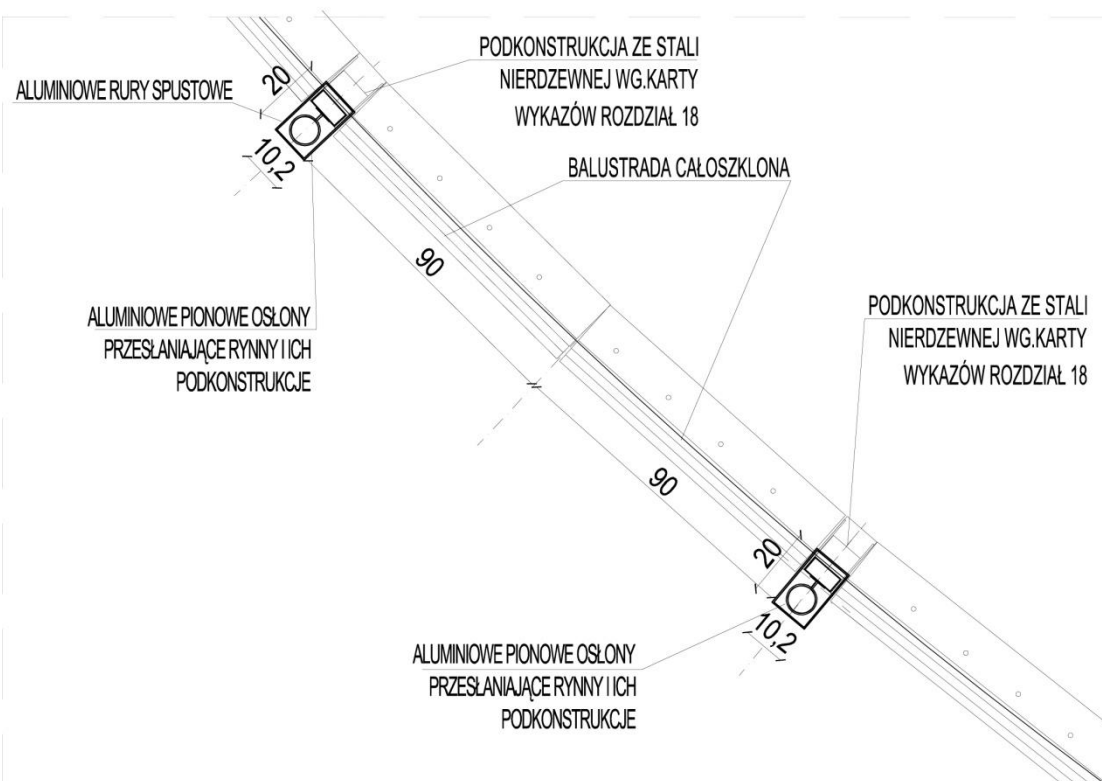 PODKONSTRUKCJA ZE STALI
NIERDZEWNEJ WG.KARTY
WYKAZÓW ROZDZIAŁ 18
ALUMINIOWE RURY SPUSTOWE
20
10,2
BALUSTRADA CAŁOSZKLONA
90
ALUMINIOWE PIONOWE OSŁONY
PRZESŁANIAJĄCE RYNNY I ICH
PODKONSTRUKCJE
PODKONSTRUKCJA ZE STALI
NIERDZEWNEJ WG.KARTY
WYKAZÓW ROZDZIAŁ 18
90
20
10,2
ALUMINIOWE PIONOWE OSŁONY
PRZESŁANIAJĄCE RYNNY I ICH
PODKONSTRUKCJE